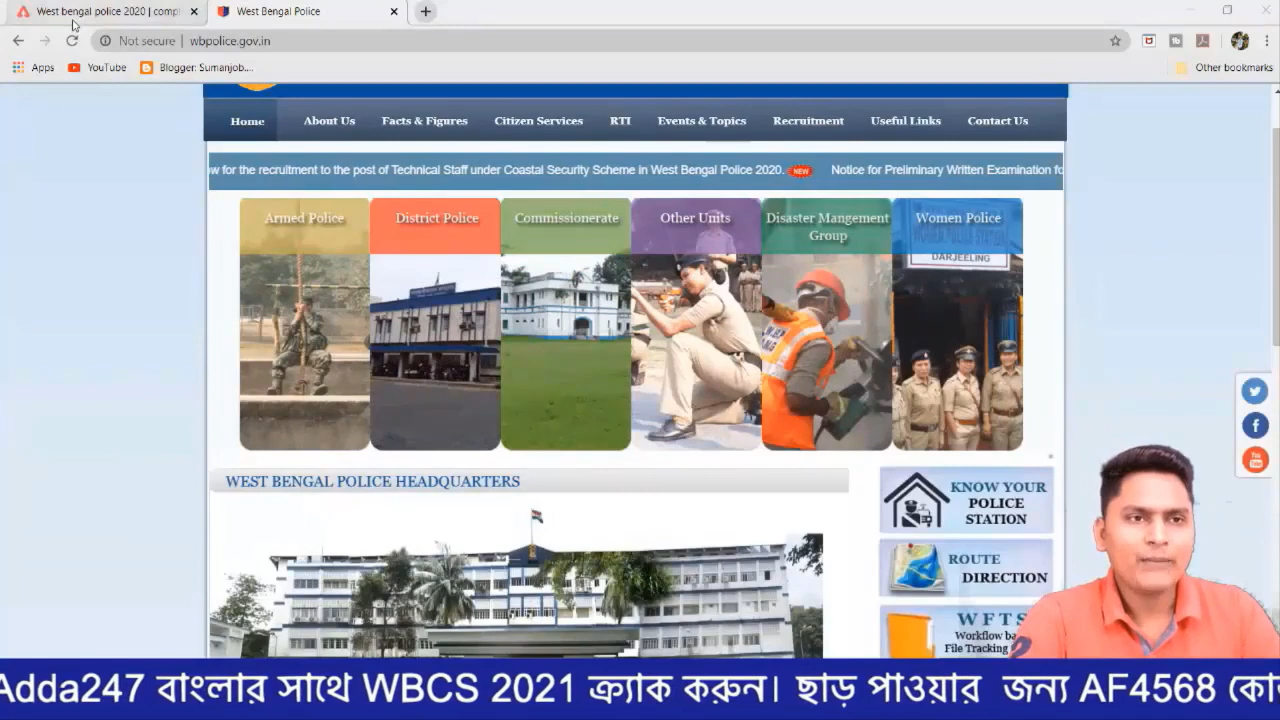 West bengal police 2020 | comp
West Bengal Police
Not secure | wbpolice.gov.in
Apps YouTube Blogger: Sumanjob.... Other bookmarks
Home About Us Facts & Figures Citizen Services RTI Events & Topics Recruitment Useful Links Contact Us
w for the recruitment to the post of Technical Staff under Coastal Security Scheme in West Bengal Police 2020. NEW Notice for Preliminary Written Examination fo
Armed Police
District Police
Commissionerate
Other Units
Disaster Mangement
Group
Women Police
DARJEELING
WEST BENGAL POLICE HEADQUARTERS
KNOW YOUR
POLICE
STATION
ROUTE
DIRECTION
W F T S
Workflow ba
File Tracking
You
Adda247 বাংলার সাথে WBCS 2021 ক্র্যাক করুন। ছাড় পাওয়ার জন্য AF4568 কো